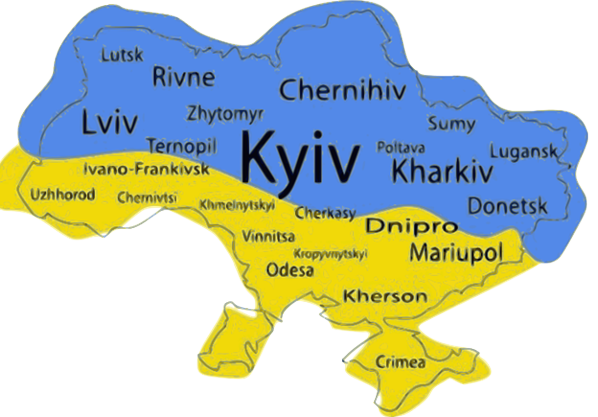 Lutsk
Rivne
Chernihiv
Lviv
Zhytomyr
Sumy
Ternopil
Kyiv
Poltava
Lugansk
Ivano-Frankivsk
Kharkiv
Uzhhorod
Chernivtsi
Khmelnytskyi
Cherkasy
Donetsk
Dnipro
Vinnitsa
Kropyvnytskyi
Mariupol
Odesa
Kherson
Crimea